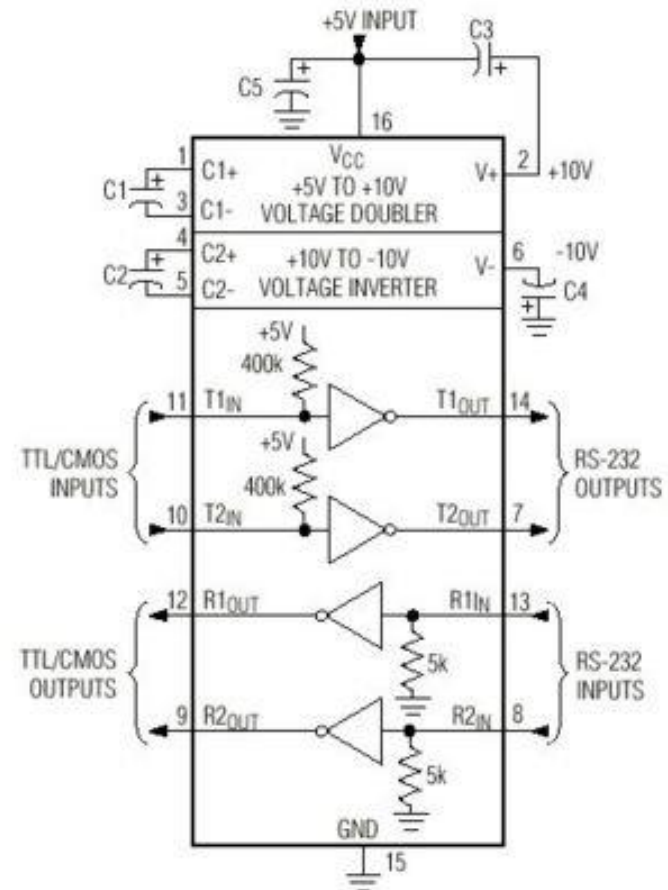 +5V INPUT
C3
+
+
C5
16
1
C1+
VCC
V+
2
+10V
+5V TO +10V
VOLTAGE DOUBLER
C1
+
3
C1-
4
C2+
+10V TO -10V
VOLTAGE INVERTER
V-
6
-10V
C2
+
5
C2-
C4
+
+5V
400k
11
T1IN
T1OUT
14
+5V
400k
TTL/CMOS
INPUTS
RS-232
OUTPUTS
10
T2IN
T2OUT
7
12
R1OUT
R1IN
13
5k
TTL/CMOS
OUTPUTS
RS-232
INPUTS
9
R2OUT
R2IN
8
5k
GND
15